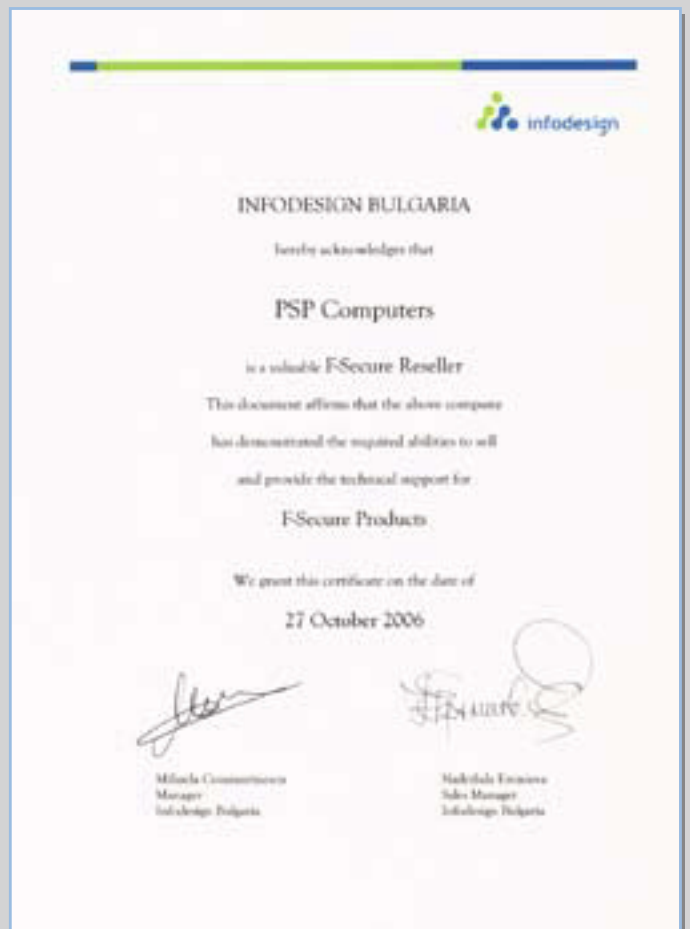 infodesign
INFODESIGN BULGARIA
hereby acknowledges that
PSP Computers
is a valuable F-Secure Reseller
This document affirms that the above company
has demonstrated the required abilities to sell
and provide the technical support for
F-Secure Products
We grant this certificate on the date of
27 October 2006
Manager
Sales Manager
Infodesign Bulgaria
Infodesign Bulgaria